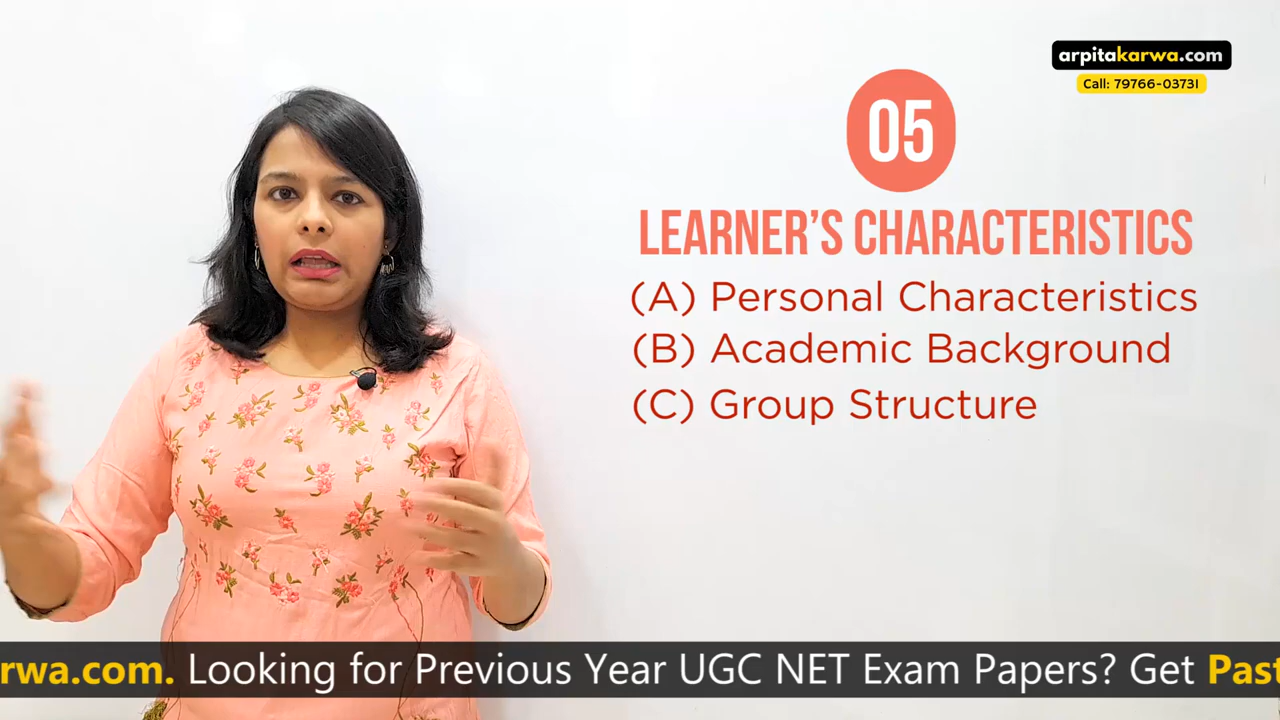 arpitakarwa.com
Call: 79766-03731
05
LEARNER'S CHARACTERISTICS
(A) Personal Characteristics
(B) Academic Background
(C) Group Structure
rwa.com. Looking for Previous Year UGC NET Exam Papers? Get Past